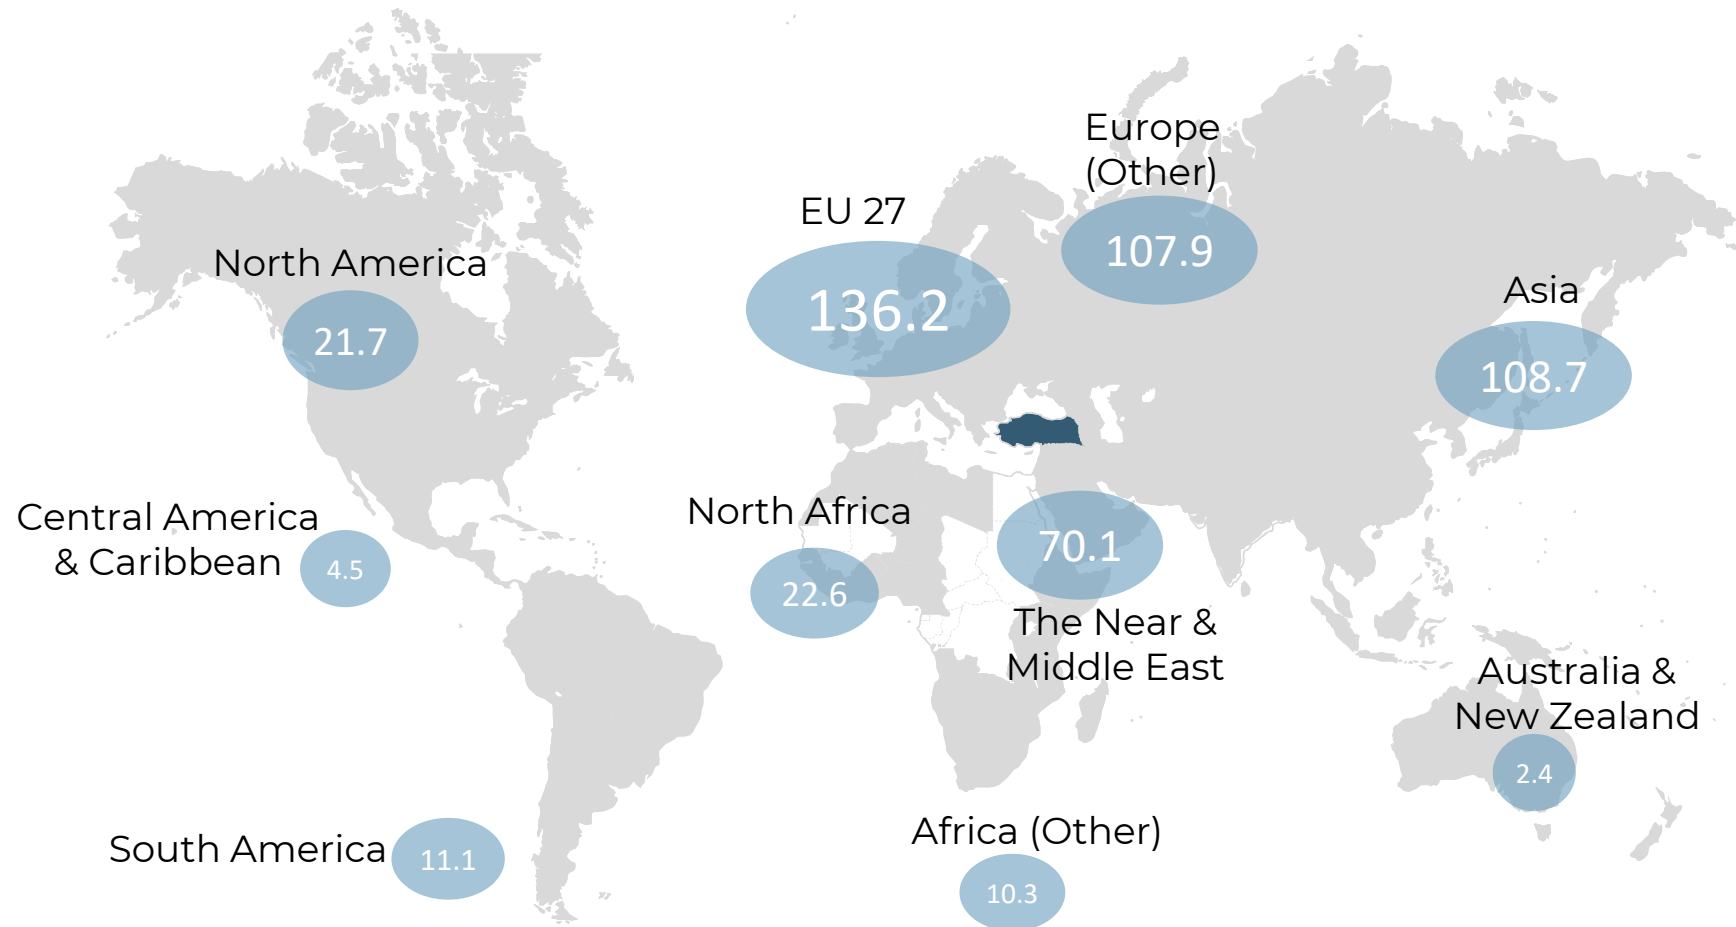 Europe
(Other)
107.9
EU 27
136.2
North America
21.7
Asia
108.7
Central America
& Caribbean
4.5
North Africa
22.6
70.1
The Near &
Middle East
Australia &
New Zealand
2.4
South America
11.1
Africa (Other)
10.3